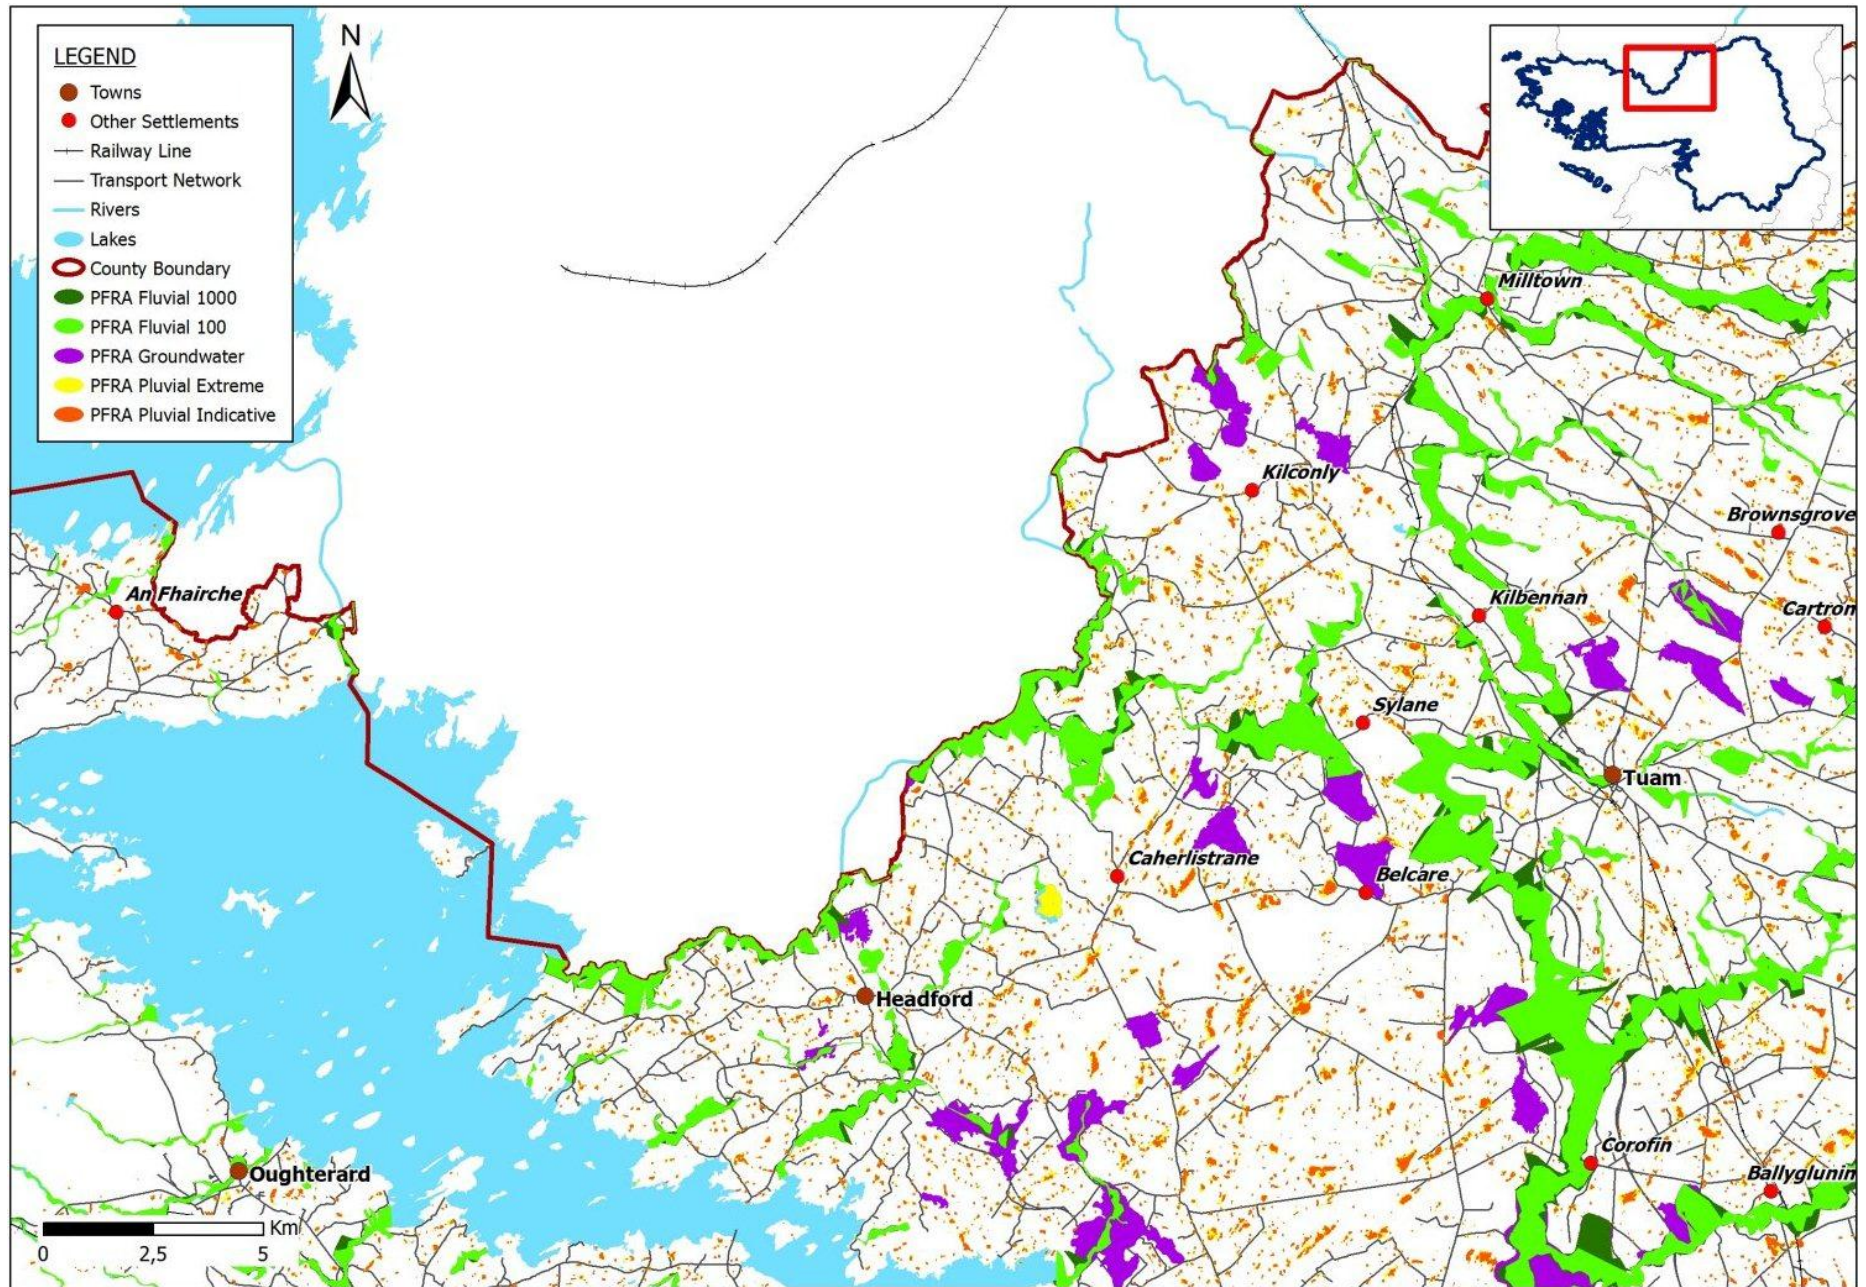 LEGEND
Towns
Other Settlements
Railway Line
Transport Network
Rivers
Lakes
County Boundary
PFRA Fluvial 1000
PFRA Fluvial 100
PFRA Groundwater
PFRA Pluvial Extreme
PFRA Pluvial Indicative
N
Milltown
Kilconly
Brownsgrove
An Fhairche
Kilbennan
Cartron
Sylane
Tuam
Caherlistrane
Belcare
Headford
Corofin
Oughterard
Ballyglunin
Km
0 2,5 5